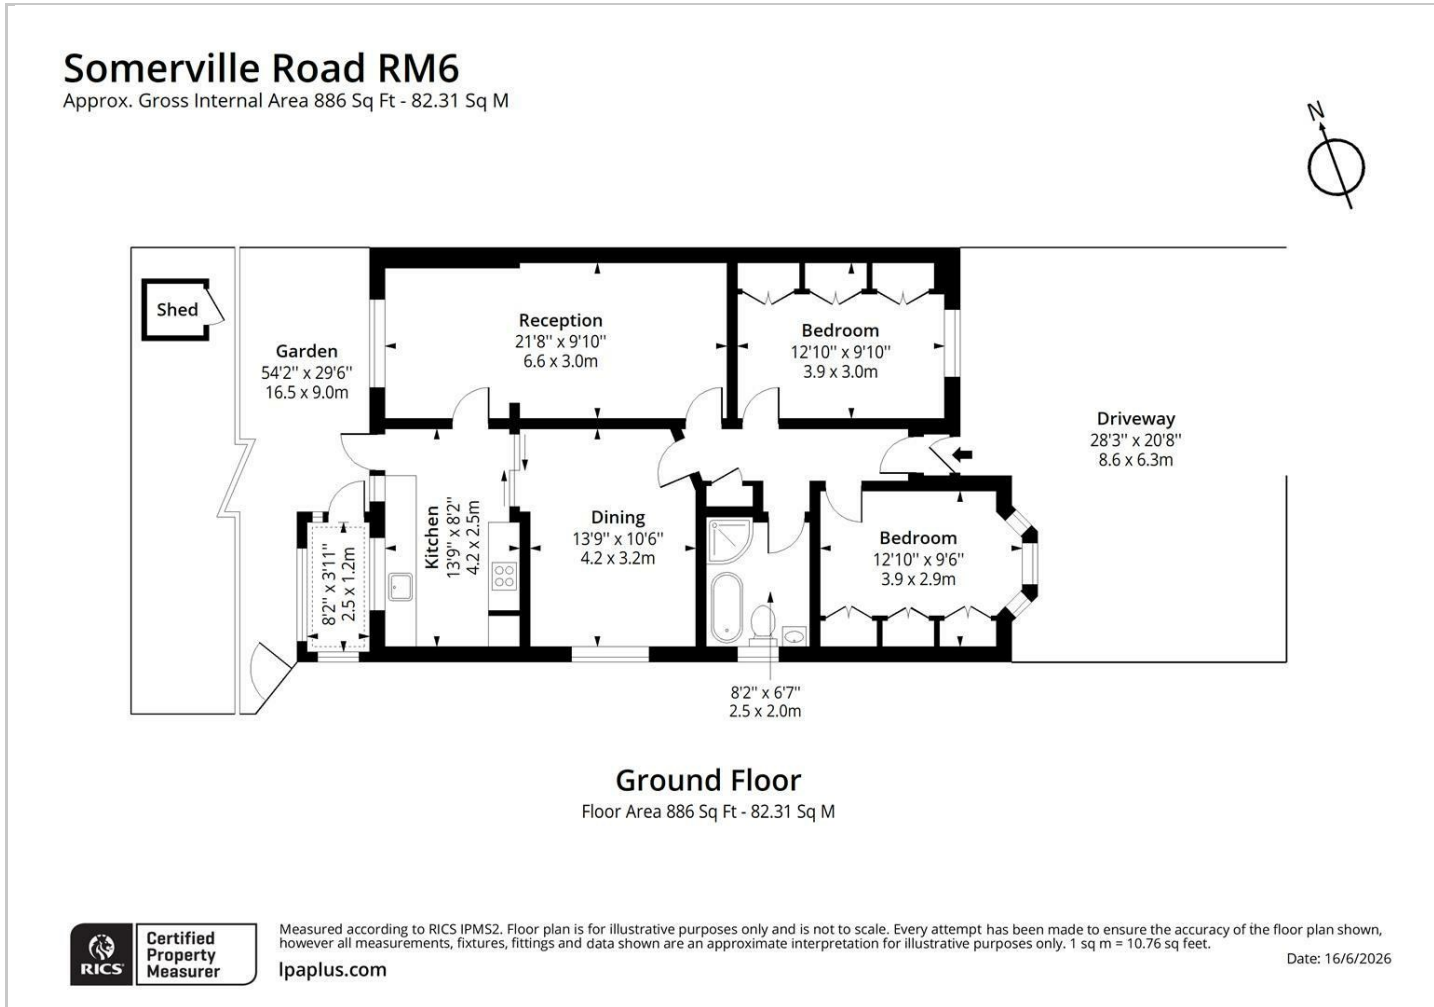 Somerville Road RM6
Approx. Gross Internal Area 886 Sq Ft - 82.31 Sq M
N
Shed
Garden
54'2" x 29'6"
16.5 x 9.0m
Reception
21'8" x 9'10"
6.6 x 3.0m
Bedroom
12'10" x 9'10"
3.9 x 3.0m
Driveway
28'3" x 20'8"
8.6 x 6.3m
8'2" x 3'11"
2.5 x 1.2m
Kitchen
13'9" x 8'2"
4.2 x 2.5m
Dining
13'9" x 10'6"
4.2 x 3.2m
Bedroom
12'10" x 9'6"
3.9 x 2.9m
8'2" x 6'7"
2.5 x 2.0m
Ground Floor
Floor Area 886 Sq Ft - 82.31 Sq M
RICS
Certified
Property
Measurer
Measured according to RICS IPMS2. Floor plan is for illustrative purposes only and is not to scale. Every attempt has been made to ensure the accuracy of the floor plan shown,
however all measurements, fixtures, fittings and data shown are an approximate interpretation for illustrative purposes only. 1 sq m = 10.76 sq feet.
lpaplus.com
Date: 16/6/2026